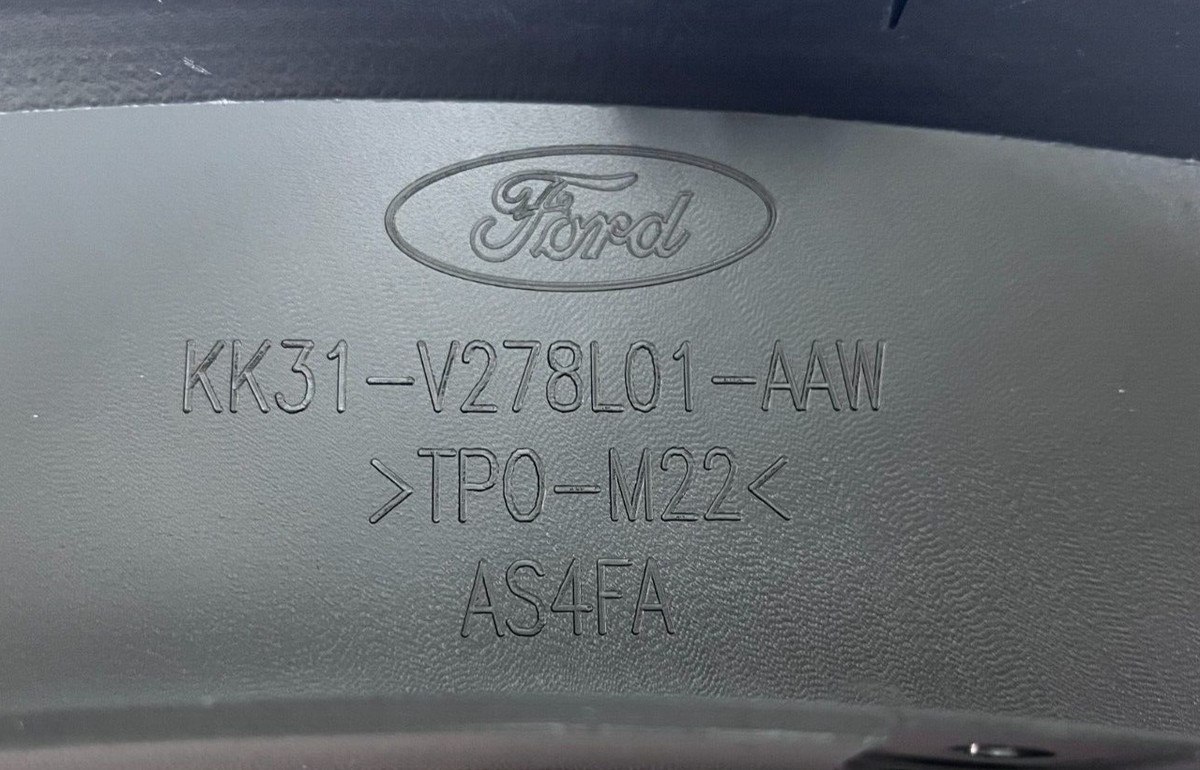 Ford
KK31-V278L01-AAW
>TPO-M22<
AS4FA